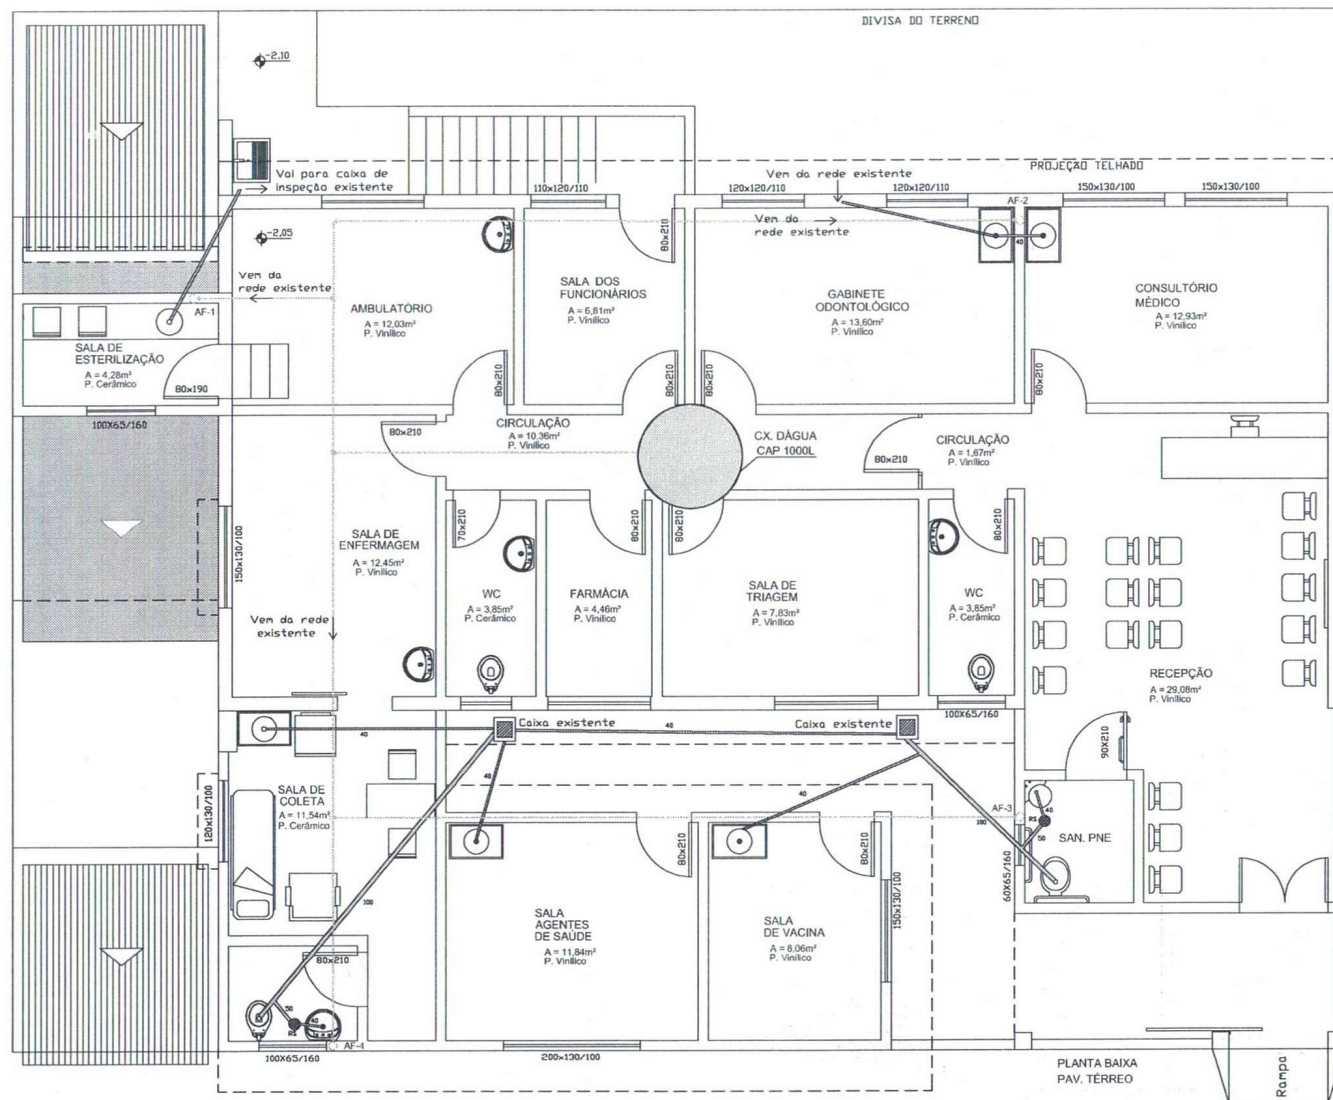 DIVISA DO TERRENO
-2,10
PROJEÇÃO TELHADO
Vai para caixa de
inspeção existente
Vem da rede existente
110x120/110
120x120/110
120x120/110
150x130/100
150x130/100
AF-2
80x210
Vem da
rede existente
40
-2,05
Vem da
rede existente
AF-1
AMBULATÓRIO
A = 12,03m²
P. Vinílico
SALA DOS
FUNCIONÁRIOS
A = 6,81m²
P. Vinílico
GABINETE
ODONTOLÓGICO
A = 13,60m²
P. Vinílico
CONSULTÓRIO
MÉDICO
A = 12,93m²
P. Vinílico
SALA DE
ESTERILIZAÇÃO
A = 4,28m²
P. Cerâmico
80x190
100X65/160
80x210
80x210
80x210
80x210
80x210
CIRCULAÇÃO
A = 10,36m²
P. Vinílico
CX. DÀGUA
CAP 1000L
80x210
CIRCULAÇÃO
A = 1,67m²
P. Vinílico
150x130/100
SALA DE
ENFERMAGEM
A = 12,45m²
P. Vinílico
70x210
80x210
80x210
80x210
WC
A = 3,85m²
P. Cerâmico
FARMÁCIA
A = 4,46m²
P. Vinílico
SALA DE
TRIAGEM
A = 7,83m²
P. Vinílico
WC
A = 3,85m²
P. Cerâmico
Vem da rede
existente
RECEPÇÃO
A = 29,08m²
P. Vinílico
100X65/160
Caixa existente
40
Caixa existente
40
90X210
120x130/100
SALA DE
COLETA
A = 11,54m²
P. Cerâmico
40
40
AF-3
100
40
RS
50
SAN. PNE
80x210
80x210
60X65/160
150x130/100
100
SALA
AGENTES
DE SAÚDE
A = 11,84m²
P. Vinílico
SALA
DE VACINA
A = 8,06m²
P. Vinílico
80x210
50
40
RS
AF-4
100X65/160
200x130/100
PLANTA BAIXA
PAV. TÉRREO
Rampa